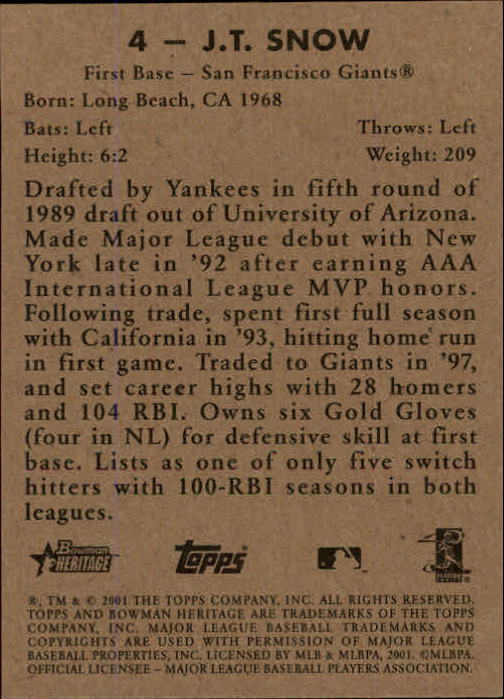 4 – J.T. SNOW
First Base – San Francisco Giants®
Born: Long Beach, CA 1968
Bats: Left Throws: Left
Height: 6:2 Weight: 209
Drafted by Yankees in fifth round of
1989 draft out of University of Arizona.
Made Major League debut with New
York late in '92 after earning AAA
International League MVP honors.
Following trade, spent first full season
with California in '93, hitting home run
in first game. Traded to Giants in '97,
and set career highs with 28 homers
and 104 RBI. Owns six Gold Gloves
(four in NL) for defensive skill at first
base. Lists as one of only five switch
hitters with 100-RBI seasons in both
leagues.
Bowman
HERITAGE
Topps
®, TM & © 2001 THE TOPPS COMPANY, INC. ALL RIGHTS RESERVED.
TOPPS AND BOWMAN HERITAGE ARE TRADEMARKS OF THE TOPPS
COMPANY, INC. MAJOR LEAGUE BASEBALL TRADEMARKS AND
COPYRIGHTS ARE USED WITH PERMISSION OF MAJOR LEAGUE
BASEBALL PROPERTIES, INC. LICENSED BY MLB & MLBPA, 2001. ©MLBPA.
OFFICIAL LICENSEE – MAJOR LEAGUE BASEBALL PLAYERS ASSOCIATION.